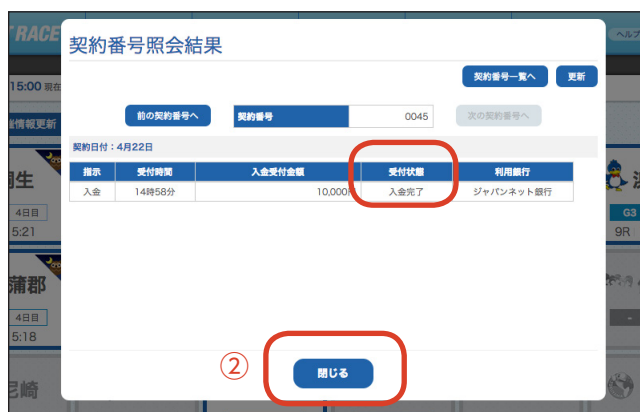 RACE
ヘルプ
契約番号照会結果
契約番号一覧へ 更新
15:00 現在
前の契約番号へ 契約番号 0045 次の契約番号へ
情報更新
契約日付：4月22日
指示 受付時間 入金受付金額 受付状態 利用銀行
入金 14時58分 10,000円 入金完了 ジャパンネット銀行
生
4日目
G3
5:21
9R
蒲郡
4日目
-
5:18
②
閉じる
尼崎